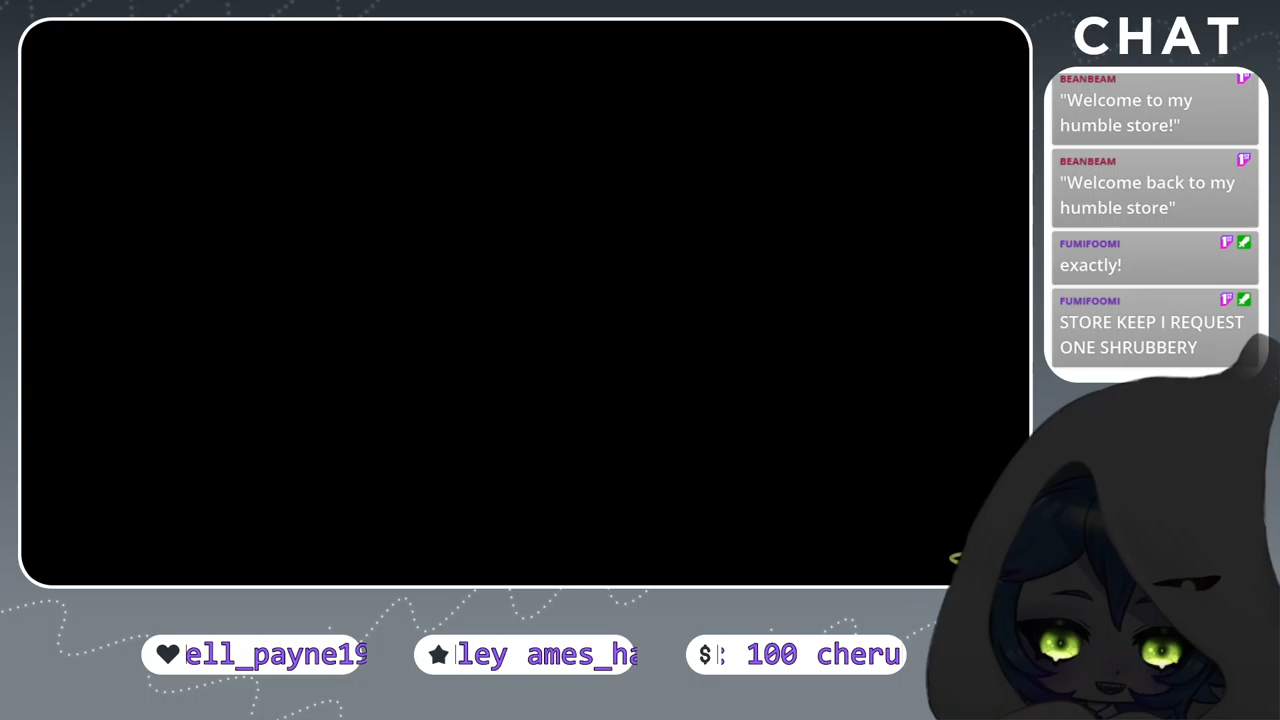 CHAT
BEANBEAM
"Welcome to my
humble store!"
BEANBEAM
"Welcome back to my
humble store"
FUMIFOOMI
exactly!
FUMIFOOMI
STORE KEEP I REQUEST
ONE SHRUBBERY
ell_payne19
ley ames_ha
$ : 100 cheru